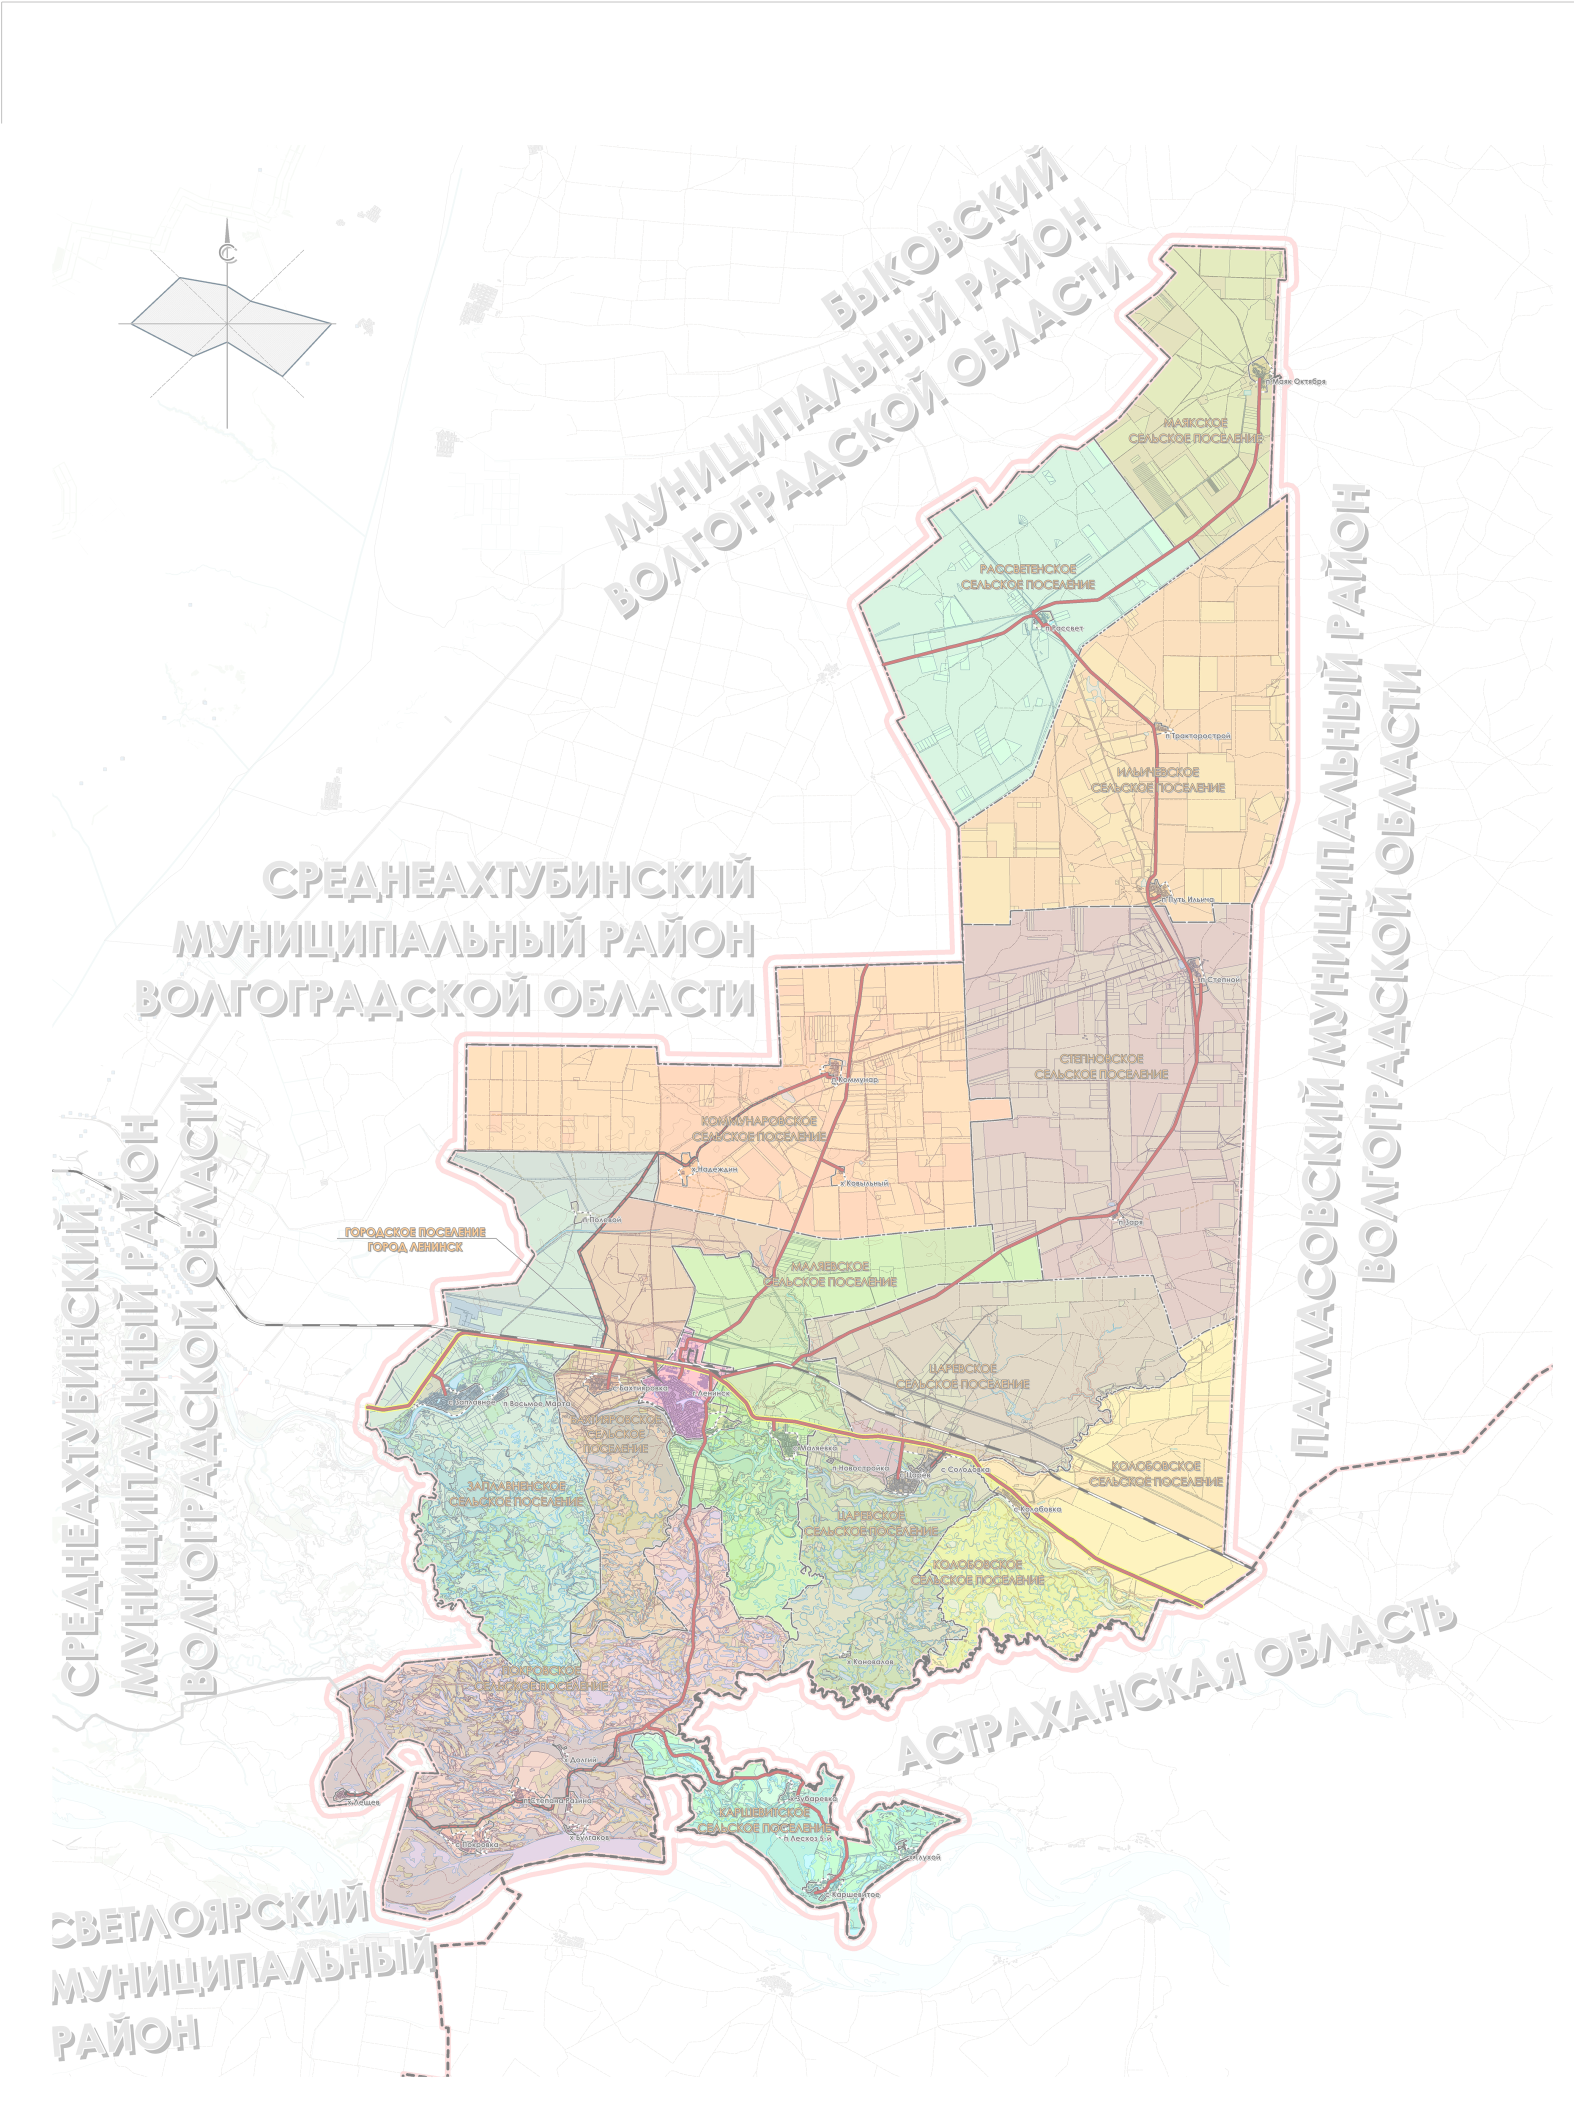 С
БЫКОВСКИЙ
МУНИЦИПАЛЬНЫЙ РАЙОН
ВОЛГОГРАДСКОЙ ОБЛАСТИ
п.Маяк Октября
МАЯКСКОЕ
СЕЛЬСКОЕ ПОСЕЛЕНИЕ
РАССВЕТЕНСКОЕ
СЕЛЬСКОЕ ПОСЕЛЕНИЕ
п.Рассвет
п.Тракторострой
ИЛЬИЧЕВСКОЕ
СЕЛЬСКОЕ ПОСЕЛЕНИЕ
п.Путь Ильича
ПАЛЛАСОВСКИЙ МУНИЦИПАЛЬНЫЙ РАЙОН
ВОЛГОГРАДСКОЙ ОБЛАСТИ
СРЕДНЕАХТУБИНСКИЙ
МУНИЦИПАЛЬНЫЙ РАЙОН
ВОЛГОГРАДСКОЙ ОБЛАСТИ
п.Степной
СТЕПНОВСКОЕ
СЕЛЬСКОЕ ПОСЕЛЕНИЕ
п.Коммунар
КОММУНАРОВСКОЕ
СЕЛЬСКОЕ ПОСЕЛЕНИЕ
х.Надеждин
х.Ковыльный
п.Полевой
п.Заря
ГОРОДСКОЕ ПОСЕЛЕНИЕ
ГОРОД ЛЕНИНСК
МАЛЯЕВСКОЕ
СЕЛЬСКОЕ ПОСЕЛЕНИЕ
СРЕДНЕАХТУБИНСКИЙ
МУНИЦИПАЛЬНЫЙ РАЙОН
ВОЛГОГРАДСКОЙ ОБЛАСТИ
ЦАРЕВСКОЕ
СЕЛЬСКОЕ ПОСЕЛЕНИЕ
с.Бахтияровка
г.Ленинск
с.Заплавное
п.Восьмое Марта
БАХТИЯРОВСКОЕ
СЕЛЬСКОЕ
ПОСЕЛЕНИЕ
с.Маляевка
п.Новостройка
с.Царев
с.Солодовка
КОЛОБОВСКОЕ
СЕЛЬСКОЕ ПОСЕЛЕНИЕ
ЗАПЛАВНЕНСКОЕ
СЕЛЬСКОЕ ПОСЕЛЕНИЕ
с.Колобовка
ЦАРЕВСКОЕ
СЕЛЬСКОЕ ПОСЕЛЕНИЕ
КОЛОБОВСКОЕ
СЕЛЬСКОЕ ПОСЕЛЕНИЕ
х.Коновалов
ПОКРОВСКОЕ
СЕЛЬСКОЕ ПОСЕЛЕНИЕ
АСТРАХАНСКАЯ ОБЛАСТЬ
х.Долгий
х.Лещев
п.Степана Разина
с.Покровка
х.Булгаков
Зубаревка
КАРШЕВИТСКОЕ
СЕЛЬСКОЕ ПОСЕЛЕНИЕ
п.Лесхоз 5-й
х.Глухой
с.Каршевитое
СВЕТЛОЯРСКИЙ
МУНИЦИПАЛЬНЫЙ
РАЙОН